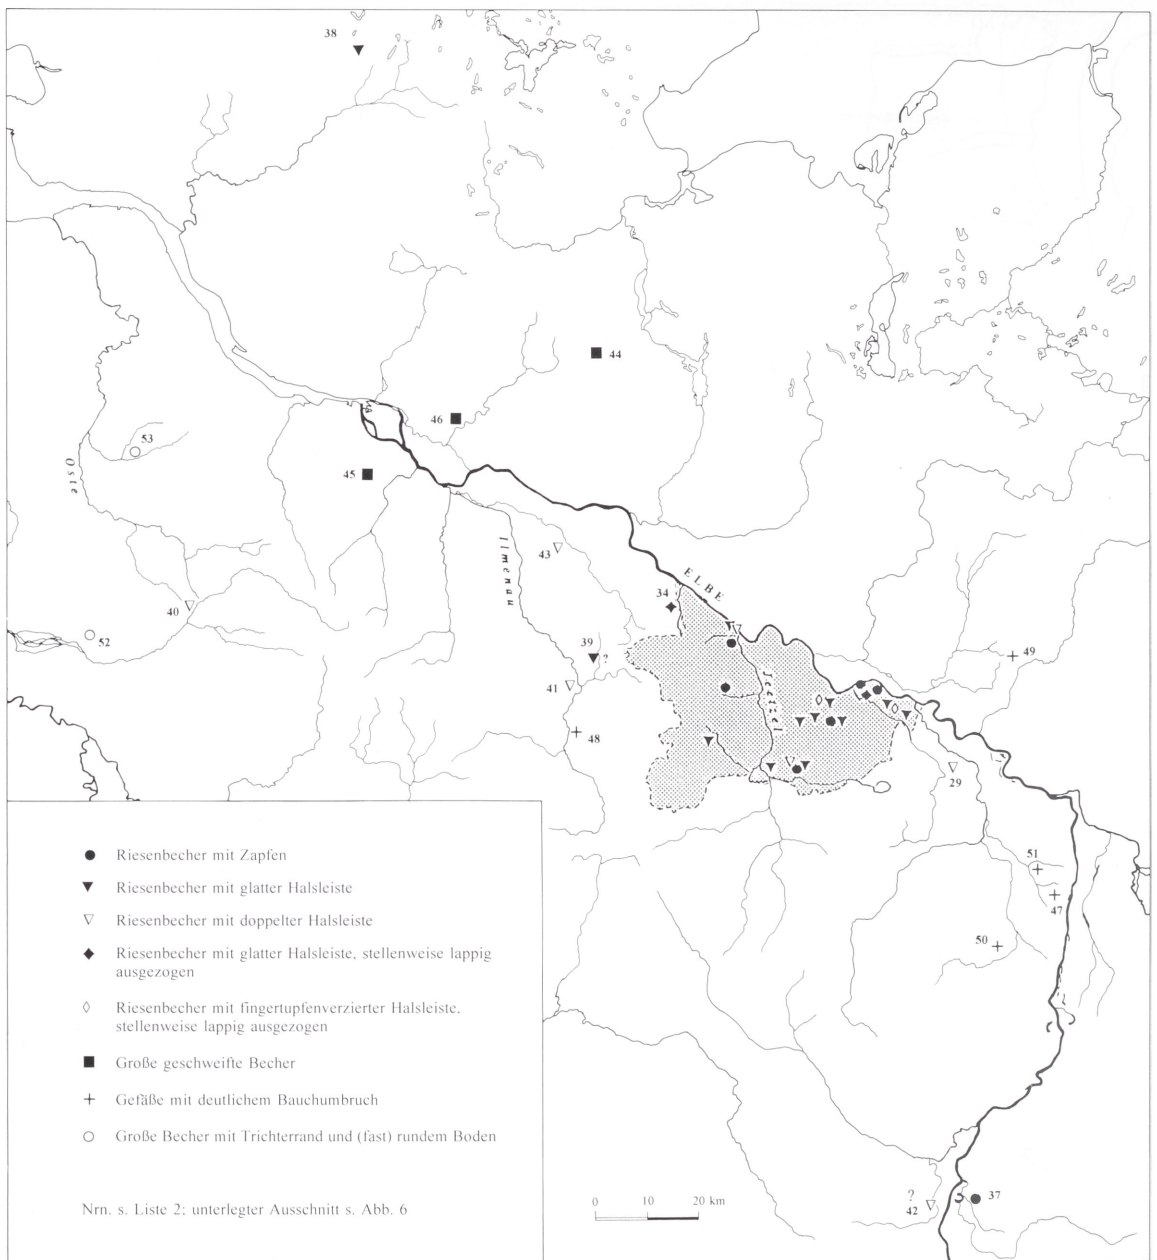 38
44
46
53
45
Oste
Ilmenau
43
ELBE
34
40
52
39
?
49
41
Jeetzel
48
29
51
47
50
● Riesenbecher mit Zapfen
▼ Riesenbecher mit glatter Halsleiste
▽ Riesenbecher mit doppelter Halsleiste
◆ Riesenbecher mit glatter Halsleiste, stellenweise lappig
ausgezogen
◊ Riesenbecher mit fingertupfenverzierter Halsleiste,
stellenweise lappig ausgezogen
■ Große geschweifte Becher
+ Gefäße mit deutlichem Bauchumbruch
○ Große Becher mit Trichterrand und (fast) rundem Boden
Nrn. s. Liste 2: unterlegter Ausschnitt s. Abb. 6
0 10 20 km
?
42
37